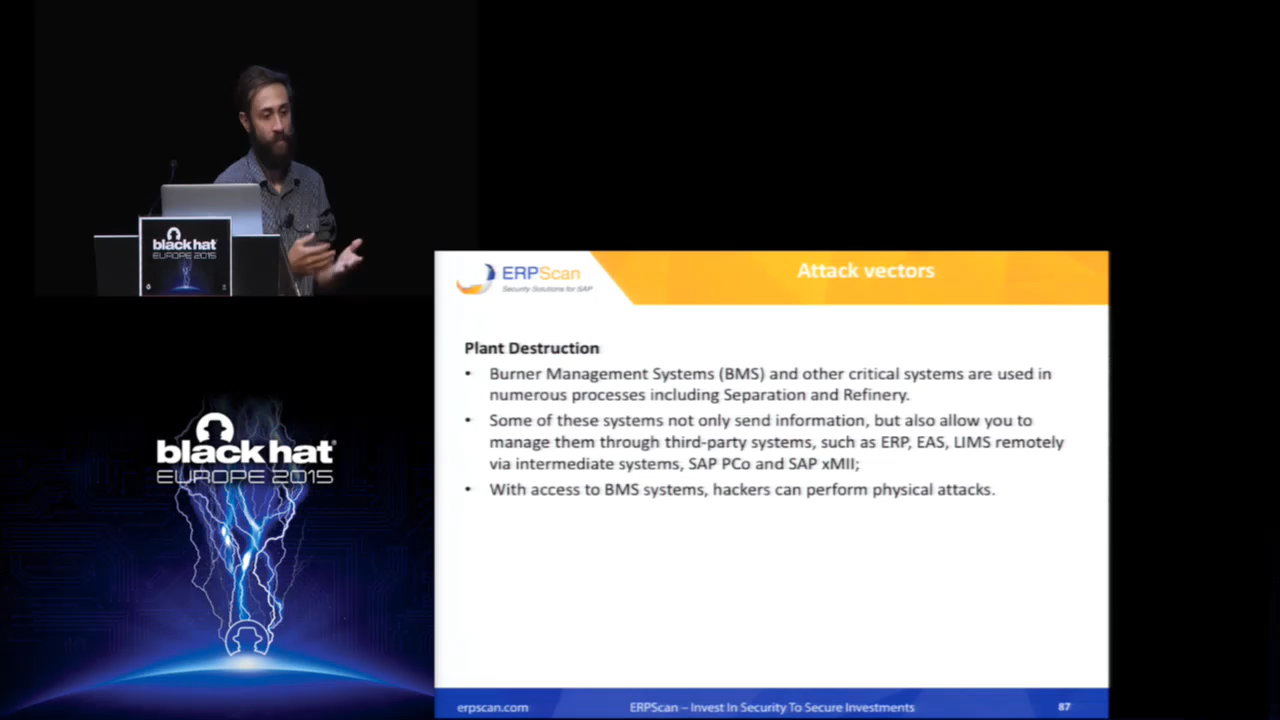 black hat
EUROPE 2015
ERPScan
Security Solutions for SAP
Attack vectors
Plant Destruction
• Burner Management Systems (BMS) and other critical systems are used in
numerous processes including Separation and Refinery.
• Some of these systems not only send information, but also allow you to
manage them through third-party systems, such as ERP, EAS, LIMS remotely
via intermediate systems, SAP PCo and SAP xMII;
• With access to BMS systems, hackers can perform physical attacks.
black hat
EUROPE 2015
erpscan.com
ERPScan – Invest In Security To Secure Investments
87